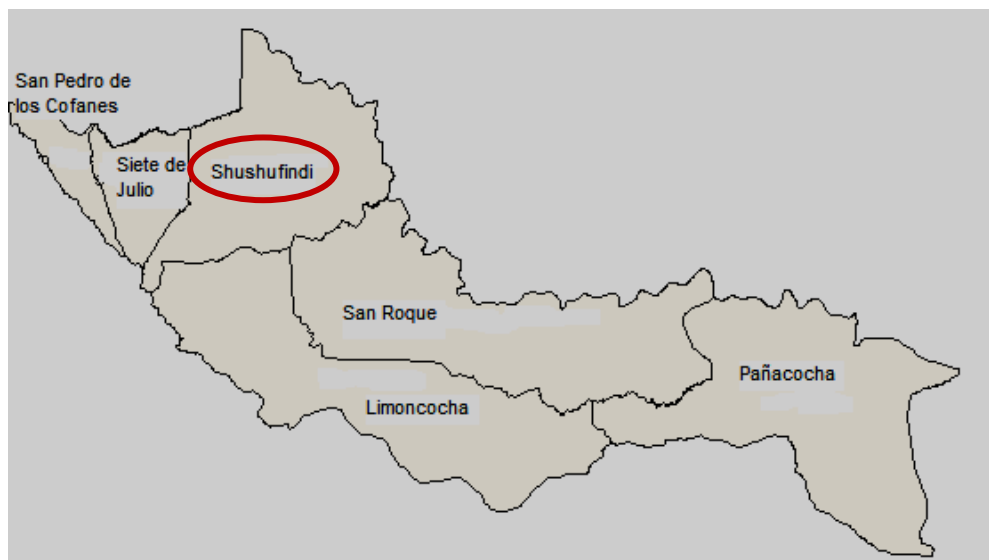 San Pedro de
los Cofanes
Siete de
Julio
Shushufindi
San Roque
Pañacocha
Limoncocha